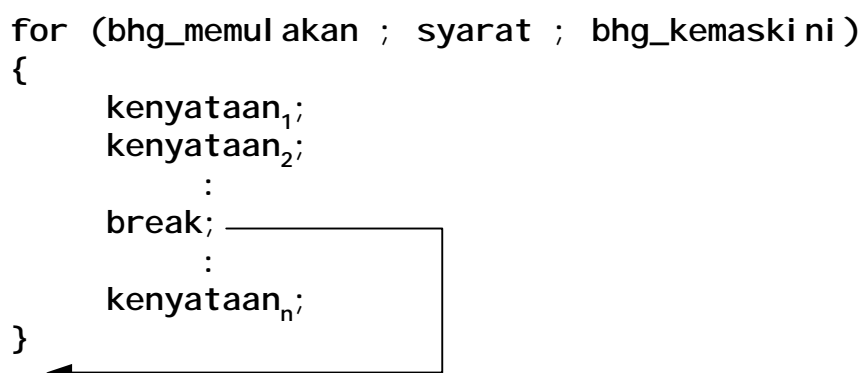 for (bhg_memulakan ; syarat ; bhg_kemaskini)
{
kenyataan₁;
kenyataan₂;
:
break;
:
kenyataanₙ;
}